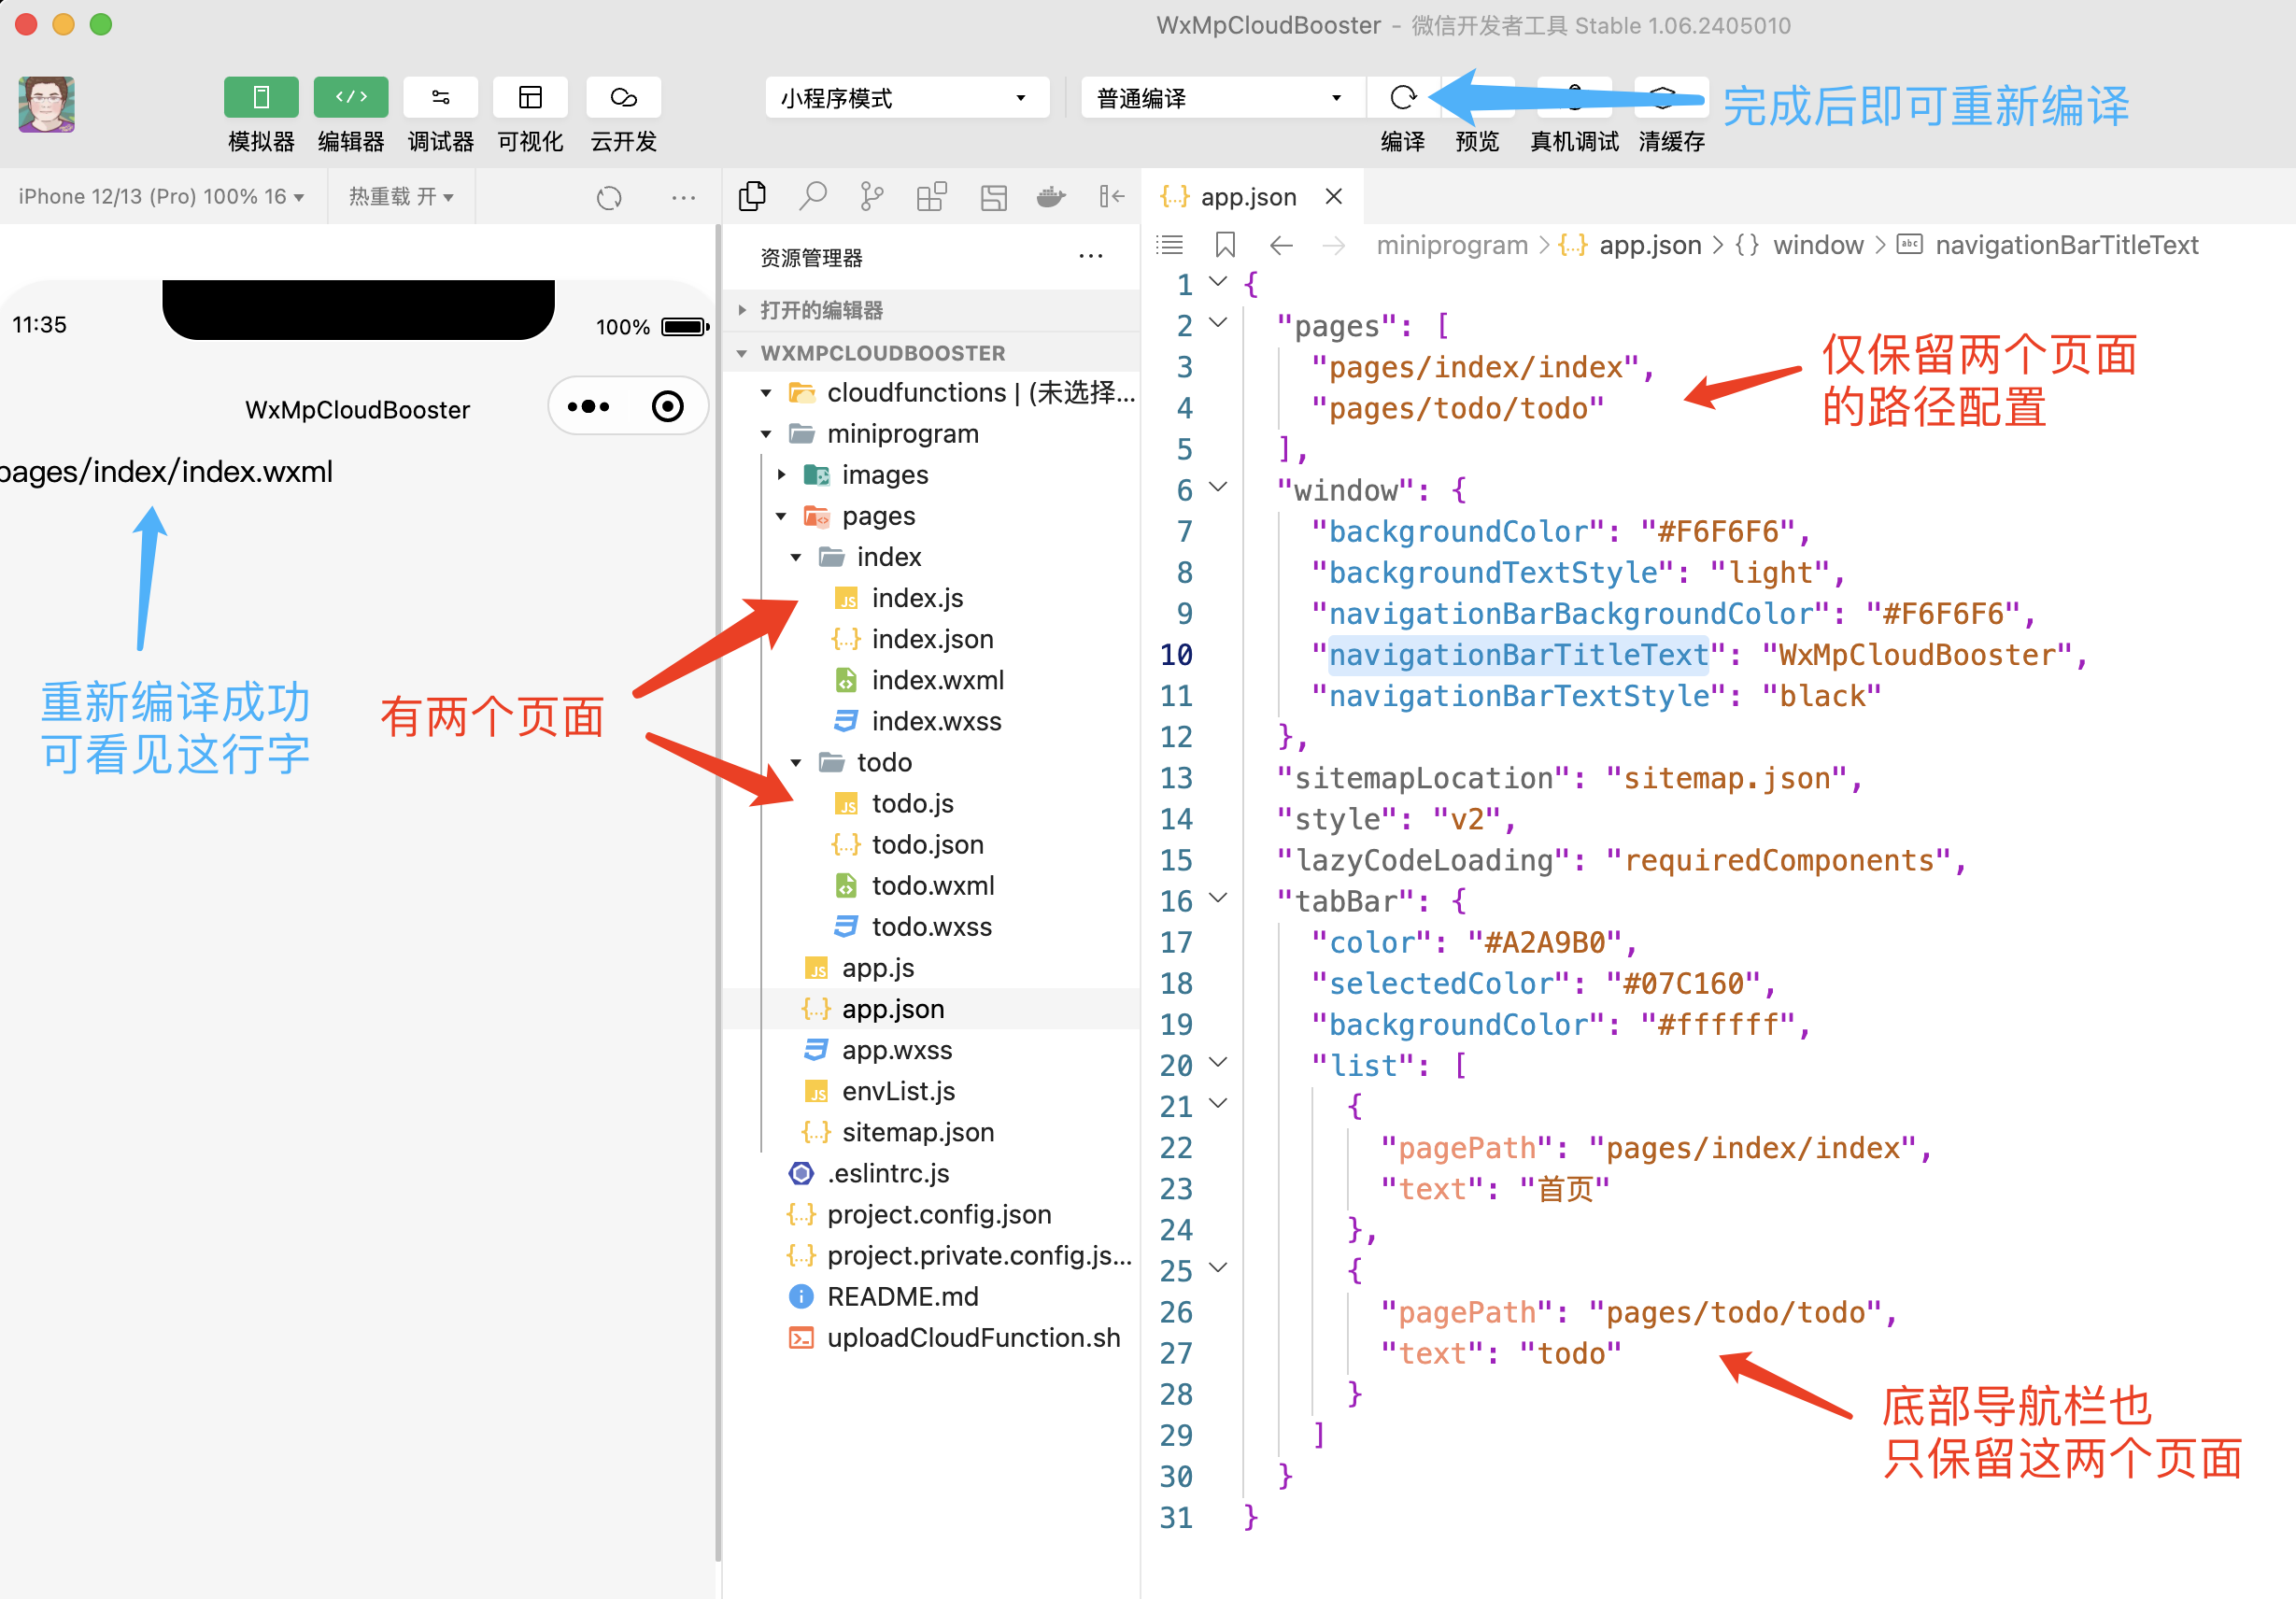 WxMpCloudBooster - 微信开发者工具 Stable 1.06.2405010
模拟器
编辑器
调试器
可视化
云开发
小程序模式
普通编译
编译
预览
真机调试
清缓存
完成后即可重新编译
iPhone 12/13 (Pro) 100% 16
热重载 开
11:35
100%
WxMpCloudBooster
pages/index/index.wxml
重新编译成功
可看见这行字
有两个页面
资源管理器
打开的编辑器
WXMPCLOUDBOOSTER
cloudfunctions | (未选择...
miniprogram
images
pages
index
index.js
index.json
index.wxml
index.wxss
todo
todo.js
todo.json
todo.wxml
todo.wxss
app.js
app.json
app.wxss
envList.js
sitemap.json
.eslintrc.js
project.config.json
project.private.config.js...
README.md
uploadCloudFunction.sh
app.json
miniprogram > {..} app.json > {} window > abc navigationBarTitleText
1 {
2 "pages": [
3 "pages/index/index",
4 "pages/todo/todo"
5 ],
6 "window": {
7 "backgroundColor": "#F6F6F6",
8 "backgroundTextStyle": "light",
9 "navigationBarBackgroundColor": "#F6F6F6",
10 "navigationBarTitleText": "WxMpCloudBooster",
11 "navigationBarTextStyle": "black"
12 },
13 "sitemapLocation": "sitemap.json",
14 "style": "v2",
15 "lazyCodeLoading": "requiredComponents",
16 "tabBar": {
17 "color": "#A2A9B0",
18 "selectedColor": "#07C160",
19 "backgroundColor": "#ffffff",
20 "list": [
21 {
22 "pagePath": "pages/index/index",
23 "text": "首页"
24 },
25 {
26 "pagePath": "pages/todo/todo",
27 "text": "todo"
28 }
29 ]
30 }
31 }
仅保留两个页面
的路径配置
底部导航栏也
只保留这两个页面